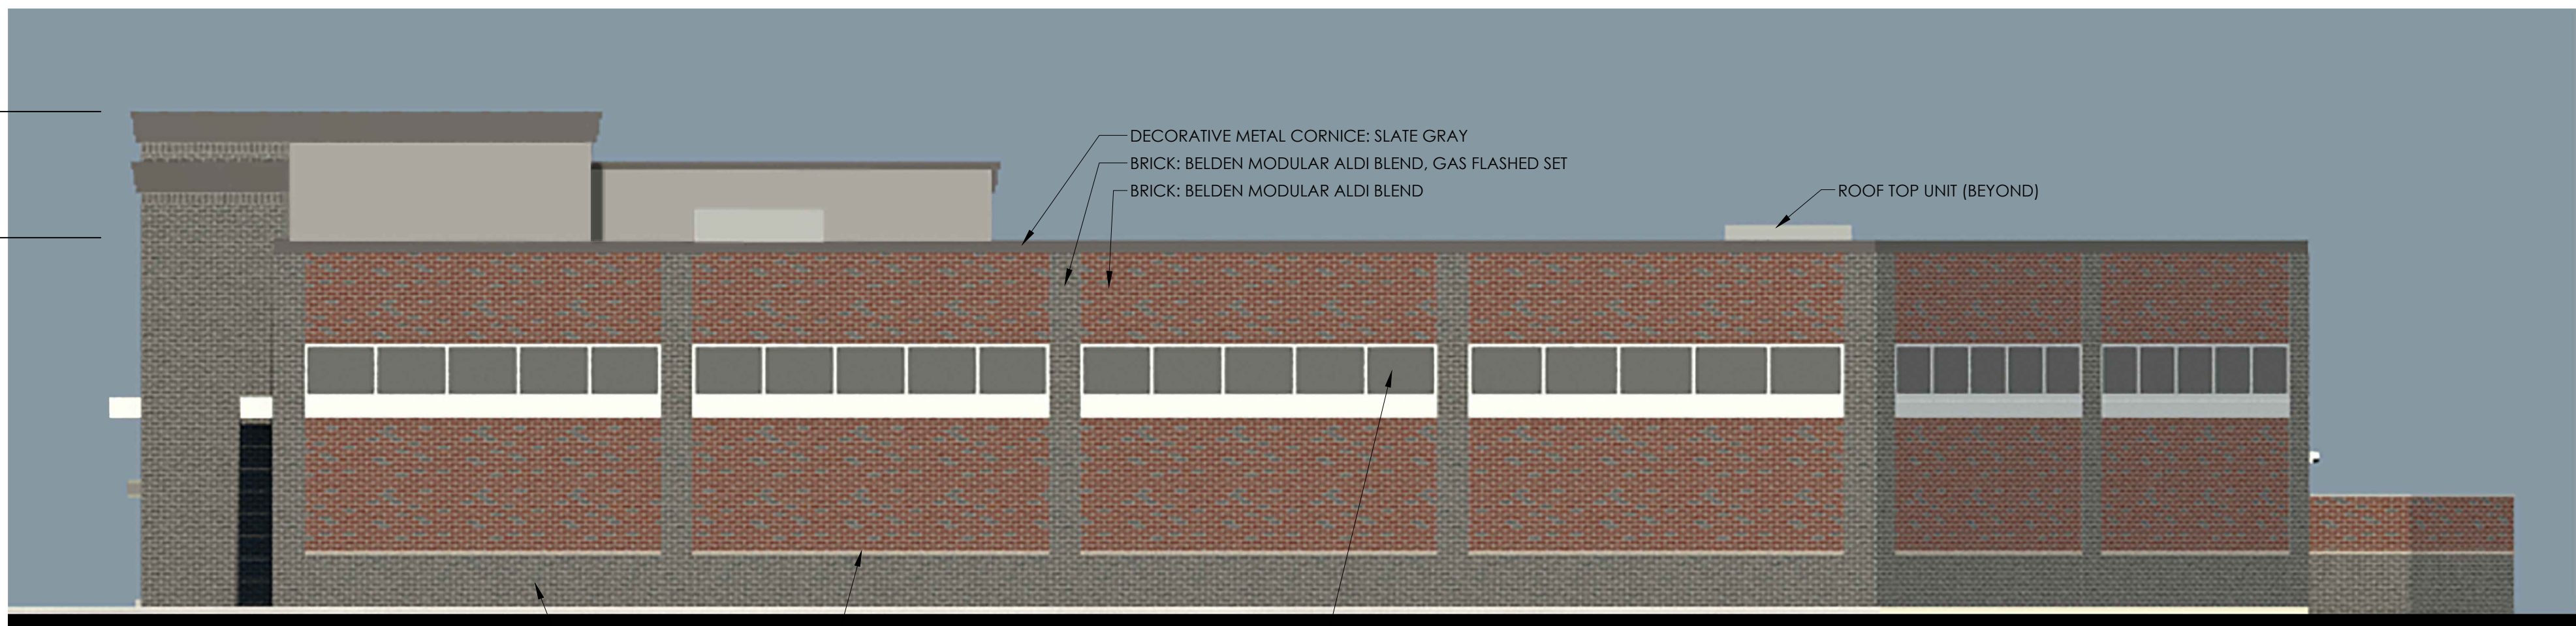 DECORATIVE METAL CORNICE: SLATE GRAY
BRICK: BELDEN MODULAR ALDI BLEND, GAS FLASHED SET
BRICK: BELDEN MODULAR ALDI BLEND
ROOF TOP UNIT (BEYOND)